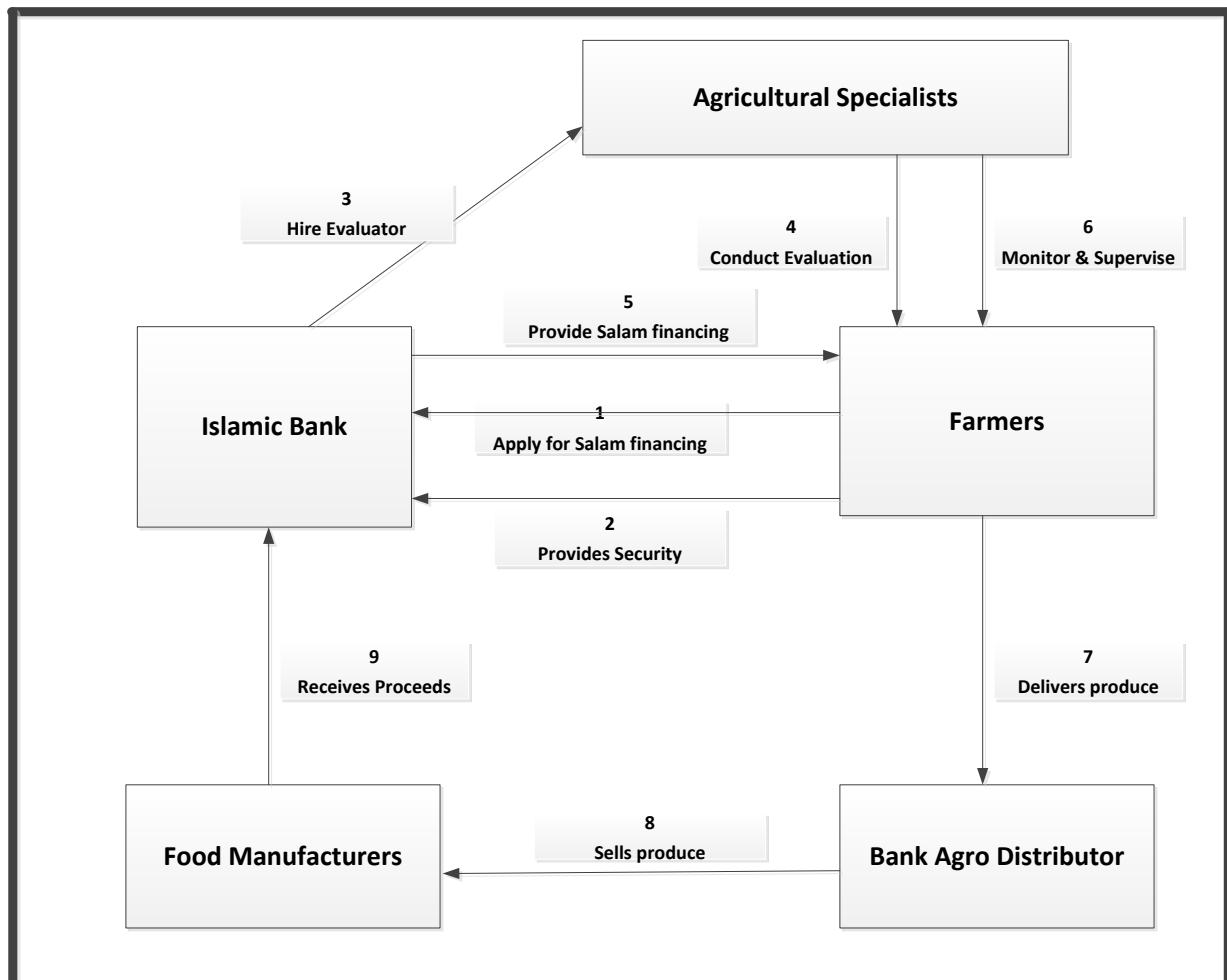 Agricultural Specialists
3
Hire Evaluator
4
Conduct Evaluation
6
Monitor & Supervise
5
Provide Salam financing
Islamic Bank
1
Apply for Salam financing
Farmers
2
Provides Security
9
Receives Proceeds
7
Delivers produce
Food Manufacturers
8
Sells produce
Bank Agro Distributor